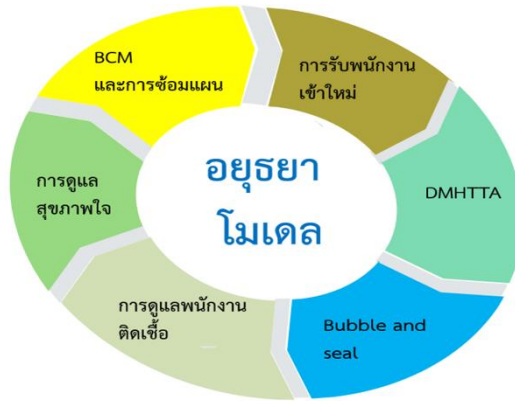 BCM
และการซ้อมแผน
การรับพนักงาน
เข้าใหม่
อยุธยา
โมเดล
การดูแล
สุขภาพใจ
DMHTTA
การดูแลพนักงาน
ติดเชื้อ
Bubble and
seal